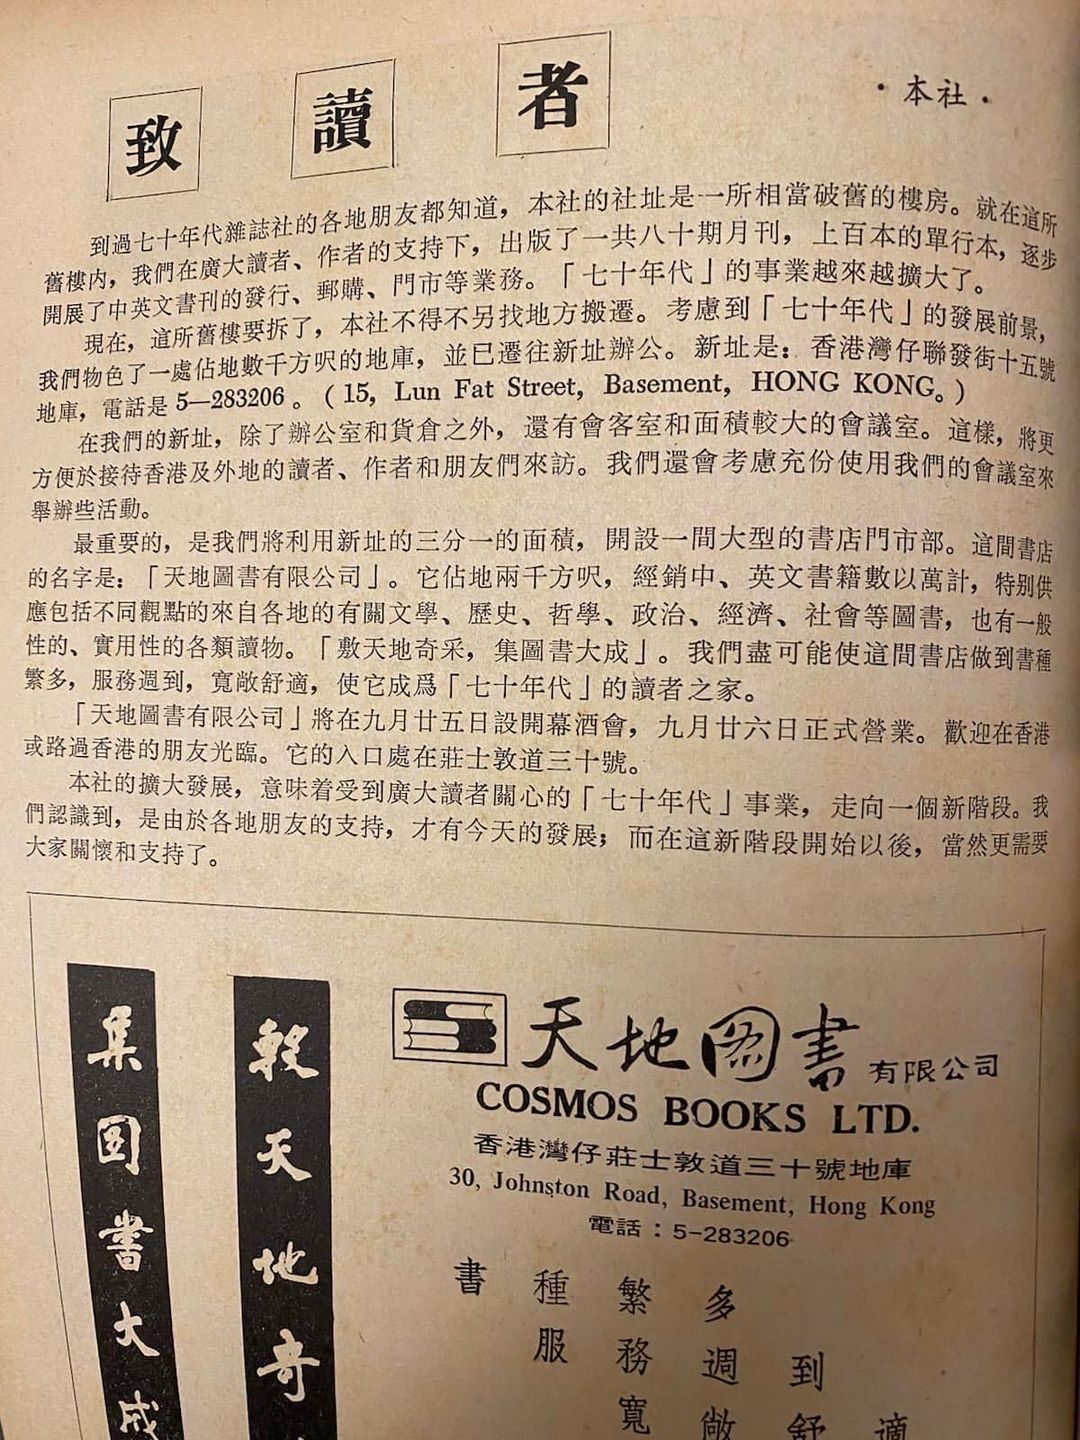 致讀者
·本社·
到過七十年代雜誌社的各地朋友都知道，本社的社址是一所相當破舊的樓房。就在這所
舊樓內，我們在廣大讀者、作者的支持下，出版了一共八十期月刊，上百本的單行本，逐步
開展了中英文書刊的發行、郵購、門市等業務。「七十年代」的事業越來越擴大了。
現在，這所舊樓要拆了，本社不得不另找地方搬遷。考慮到「七十年代」的發展前景，
我們物色了一處佔地數千方呎的地庫，並已遷往新址辦公。新址是：香港灣仔聯發街十五號
地庫，電話是5—283206。(15, Lun Fat Street, Basement, HONG KONG。)
在我們的新址，除了辦公室和貨倉之外，還有會客室和面積較大的會議室。這樣，將更
方便於接待香港及外地的讀者、作者和朋友們來訪。我們還會考慮充份使用我們的會議室來
舉辦些活動。
最重要的，是我們將利用新址的三分一的面積，開設一間大型的書店門市部。這間書店
的名字是：「天地圖書有限公司」。它佔地兩千方呎，經銷中、英文書籍數以萬計，特別供
應包括不同觀點的來自各地的有關文學、歷史、哲學、政治、經濟、社會等圖書，也有一般
性的、實用性的各類讀物。「敷天地奇采，集圖書大成」。我們盡可能使這間書店做到書種
繁多，服務週到，寬敞舒適，使它成爲「七十年代」的讀者之家。
「天地圖書有限公司」將在九月廿五日設開幕酒會，九月廿六日正式營業。歡迎在香港
或路過香港的朋友光臨。它的入口處在莊士敦道三十號。
本社的擴大發展，意味着受到廣大讀者關心的「七十年代」事業，走向一個新階段。我
們認識到，是由於各地朋友的支持，才有今天的發展；而在這新階段開始以後，當然更需要
大家關懷和支持了。
敷天地奇
集图書大成
天地图書有限公司
COSMOS BOOKS LTD.
香港灣仔莊士敦道三十號地庫
30, Johnston Road, Basement, Hong Kong
電話：5-283206
書種繁多
服務週到
寬敞舒適